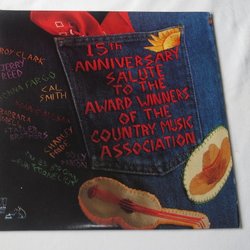 ROY CLARK
JERRY
REED
DONNA FARGO
CAL
SMITH
BARBARA
MANDRELL
STATLER
BROTHERS
CHARLEY
PRIDE
15TH
ANNIVERSARY
SALUTE
TO THE
AWARD WINNERS
OF THE
COUNTRY MUSIC
ASSOCIATION